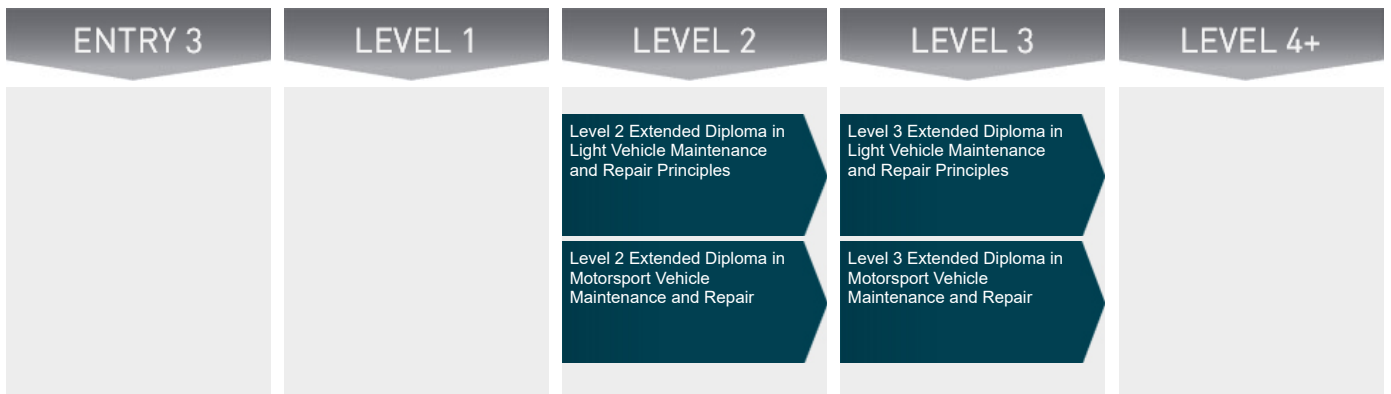 ENTRY 3
LEVEL 1
LEVEL 2
LEVEL 3
LEVEL 4+
Level 2 Extended Diploma in
Light Vehicle Maintenance
and Repair Principles
Level 3 Extended Diploma in
Light Vehicle Maintenance
and Repair Principles
Level 2 Extended Diploma in
Motorsport Vehicle
Maintenance and Repair
Level 3 Extended Diploma in
Motorsport Vehicle
Maintenance and Repair